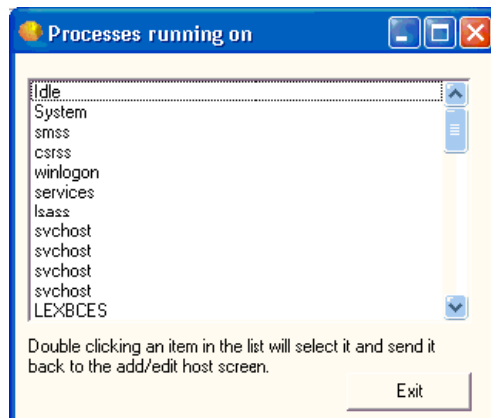 Processes running on
Idle
System
smss
csrss
winlogon
services
lsass
svchost
svchost
svchost
svchost
LEXBCES
Double clicking an item in the list will select it and send it
back to the add/edit host screen.
Exit